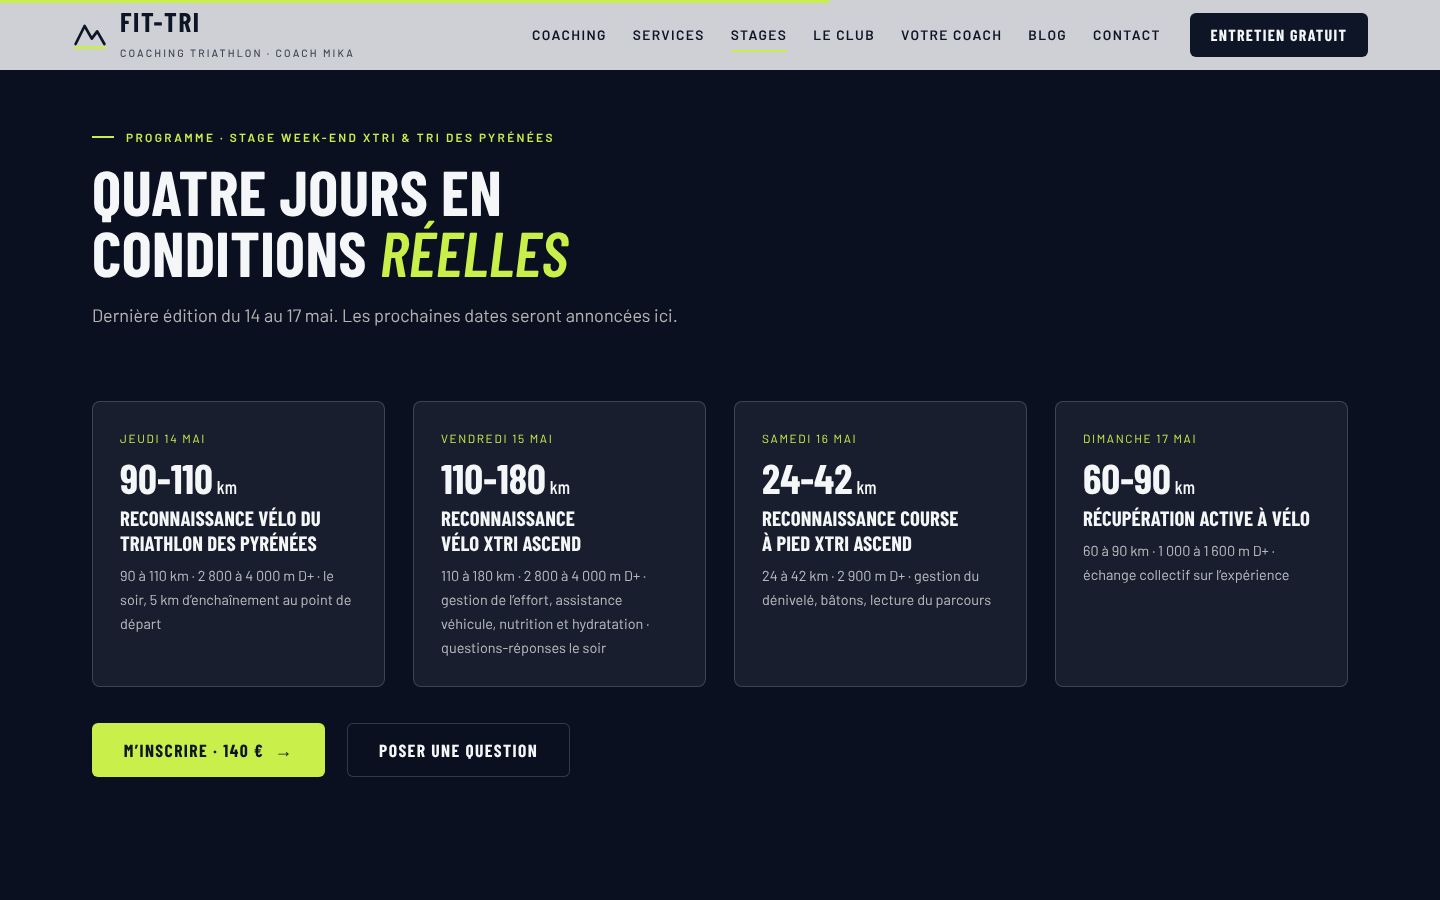 FIT-TRI
COACHING TRIATHLON · COACH MIKA
COACHING
SERVICES
STAGES
LE CLUB
VOTRE COACH
BLOG
CONTACT
ENTRETIEN GRATUIT
PROGRAMME · STAGE WEEK-END XTRI & TRI DES PYRÉNÉES
QUATRE JOURS EN
CONDITIONS RÉELLES
Dernière édition du 14 au 17 mai. Les prochaines dates seront annoncées ici.
JEUDI 14 MAI
90-110 km
RECONNAISSANCE VÉLO DU
TRIATHLON DES PYRÉNÉES
90 à 110 km · 2 800 à 4 000 m D+ · le
soir, 5 km d’enchaînement au point de
départ
VENDREDI 15 MAI
110-180 km
RECONNAISSANCE
VÉLO XTRI ASCEND
110 à 180 km · 2 800 à 4 000 m D+ ·
gestion de l’effort, assistance
véhicule, nutrition et hydratation ·
questions-réponses le soir
SAMEDI 16 MAI
24-42 km
RECONNAISSANCE COURSE
À PIED XTRI ASCEND
24 à 42 km · 2 900 m D+ · gestion du
dénivelé, bâtons, lecture du parcours
DIMANCHE 17 MAI
60-90 km
RÉCUPÉRATION ACTIVE À VÉLO
60 à 90 km · 1 000 à 1 600 m D+ ·
échange collectif sur l’expérience
M’INSCRIRE · 140 € →
POSER UNE QUESTION